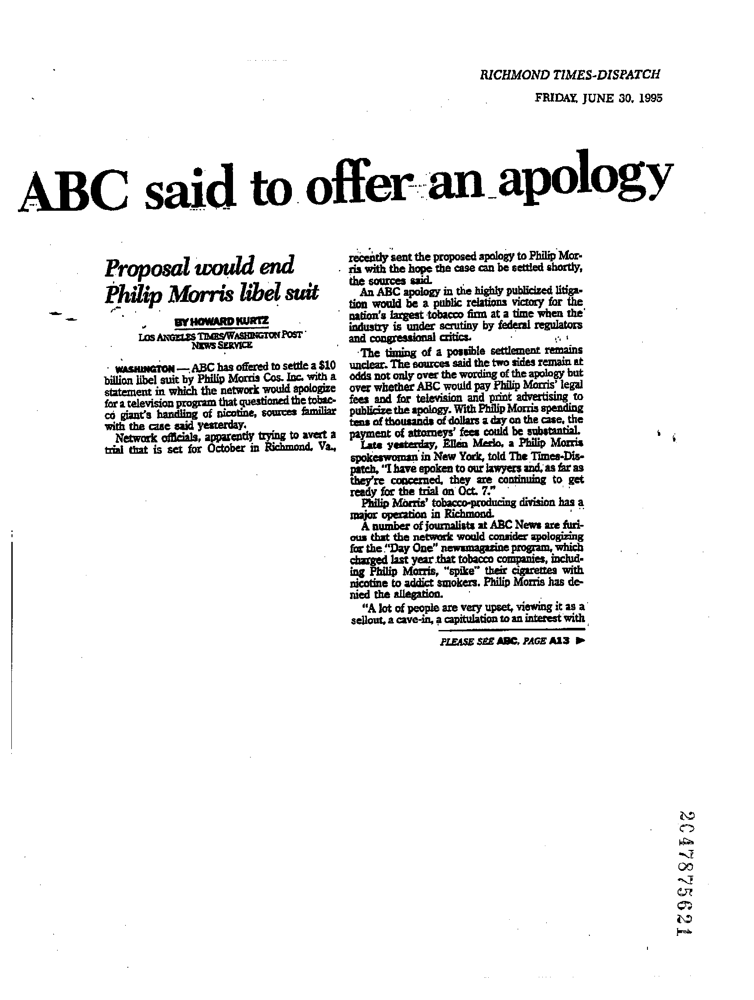 RICHMOND TIMES-DISPATCH
FRIDAY, JUNE 30, 1995
ABC said to offer an apology
Proposal would end
Philip Morris libel suit
BY HOWARD KURTZ
LOS ANGELES TIMES/WASHINGTON POST
NEWS SERVICE
WASHINGTON — ABC has offered to settle a $10
billion libel suit by Philip Morris Cos. Inc. with a
statement in which the network would apologize
for a television program that questioned the tobac-
co giant's handling of nicotine, sources familiar
with the case said yesterday.
Network officials, apparently trying to avert a
trial that is set for October in Richmond, Va.,
recently sent the proposed apology to Philip Mor-
ris with the hope the case can be settled shortly,
the sources said.
An ABC apology in the highly publicized litiga-
tion would be a public relations victory for the
nation's largest tobacco firm at a time when the
industry is under scrutiny by federal regulators
and congressional critics.
The timing of a possible settlement remains
unclear. The sources said the two sides remain at
odds not only over the wording of the apology but
over whether ABC would pay Philip Morris' legal
fees and for television and print advertising to
publicize the apology. With Philip Morris spending
tens of thousands of dollars a day on the case, the
payment of attorneys' fees could be substantial.
Late yesterday, Ellen Merlo, a Philip Morris
spokeswoman in New York, told The Times-Dis-
patch, "I have spoken to our lawyers and, as far as
they're concerned, they are continuing to get
ready for the trial on Oct. 7."
Philip Morris' tobacco-producing division has a
major operation in Richmond.
A number of journalists at ABC News are furi-
ous that the network would consider apologizing
for the "Day One" newsmagazine program, which
charged last year that tobacco companies, includ-
ing Philip Morris, "spike" their cigarettes with
nicotine to addict smokers. Philip Morris has de-
nied the allegation.
"A lot of people are very upset, viewing it as a
sellout, a cave-in, a capitulation to an interest with
PLEASE SEE ABC, PAGE A13 ▶
2047875621